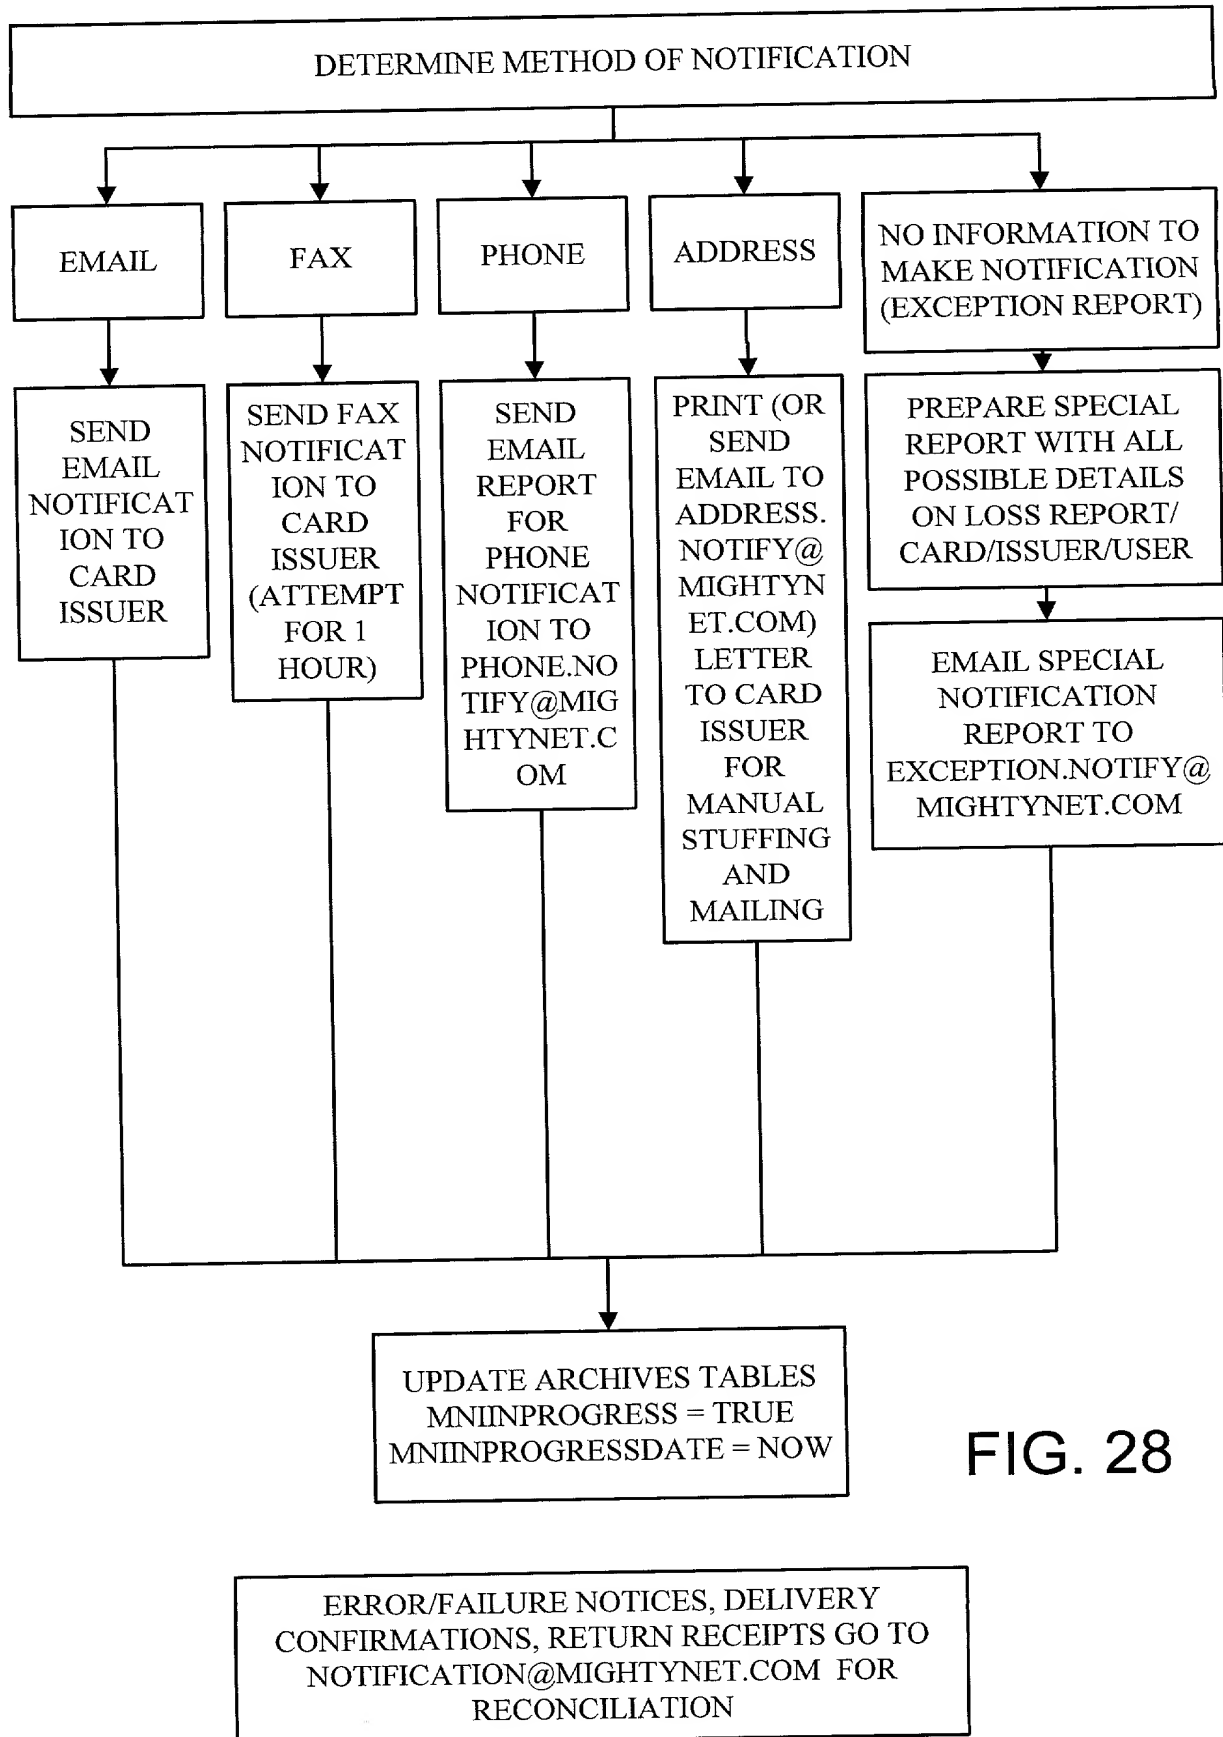 DETERMINE METHOD OF NOTIFICATION
EMAIL
FAX
PHONE
ADDRESS
NO INFORMATION TO
MAKE NOTIFICATION
(EXCEPTION REPORT)
SEND
EMAIL
NOTIFICAT
ION TO
CARD
ISSUER
SEND FAX
NOTIFICAT
ION TO
CARD
ISSUER
(ATTEMPT
FOR 1
HOUR)
SEND
EMAIL
REPORT
FOR
PHONE
NOTIFICAT
ION TO
PHONE.NO
TIFY@MIG
HTYNET.C
OM
PRINT (OR
SEND
EMAIL TO
ADDRESS.
NOTIFY@
MIGHTYN
ET.COM)
LETTER
TO CARD
ISSUER
FOR
MANUAL
STUFFING
AND
MAILING
PREPARE SPECIAL
REPORT WITH ALL
POSSIBLE DETAILS
ON LOSS REPORT/
CARD/ISSUER/USER
EMAIL SPECIAL
NOTIFICATION
REPORT TO
EXCEPTION.NOTIFY@
MIGHTYNET.COM
UPDATE ARCHIVES TABLES
MNIINPROGRESS = TRUE
MNIINPROGRESSDATE = NOW
FIG. 28
ERROR/FAILURE NOTICES, DELIVERY
CONFIRMATIONS, RETURN RECEIPTS GO TO
NOTIFICATION@MIGHTYNET.COM FOR
RECONCILIATION